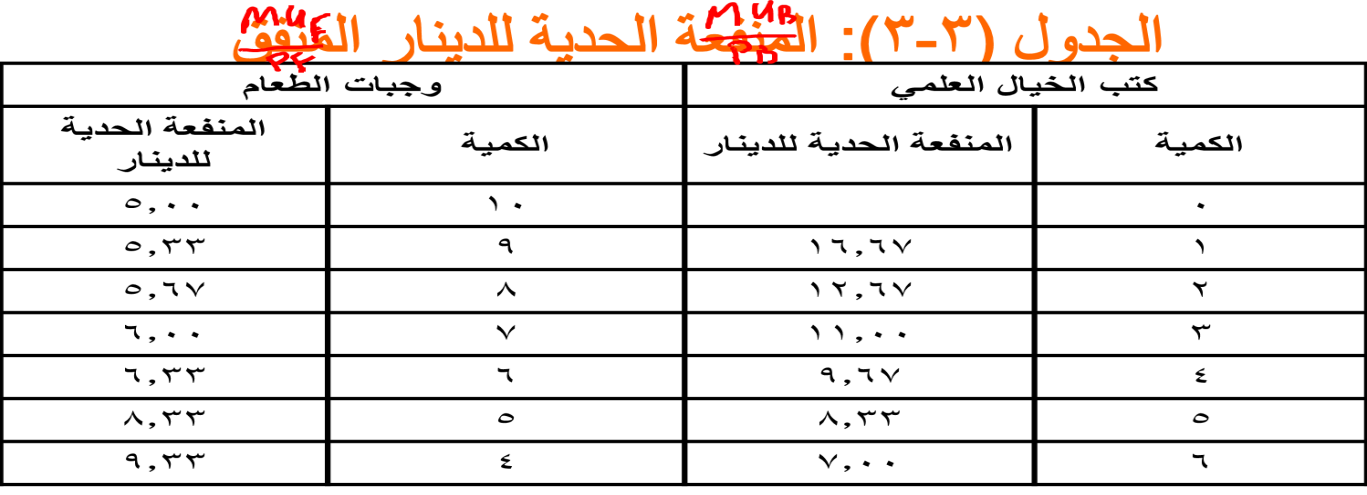 الجدول (٣-٣): المنفعة الحدية للدينار المنفق
MUB
PB
MUF
PF
كتب الخيال العلمي وجبات الطعام
الكمية المنفعة الحدية للدينار الكمية المنفعة الحدية للدينار
٠ ١٠ ٥,٠٠
١ ١٦,٦٧ ٩ ٥,٣٣
٢ ١٢,٦٧ ٨ ٥,٦٧
٣ ١١,٠٠ ٧ ٦,٠٠
٤ ٩,٦٧ ٦ ٦,٣٣
٥ ٨,٣٣ ٥ ٨,٣٣
٦ ٧,٠٠ ٤ ٩,٣٣